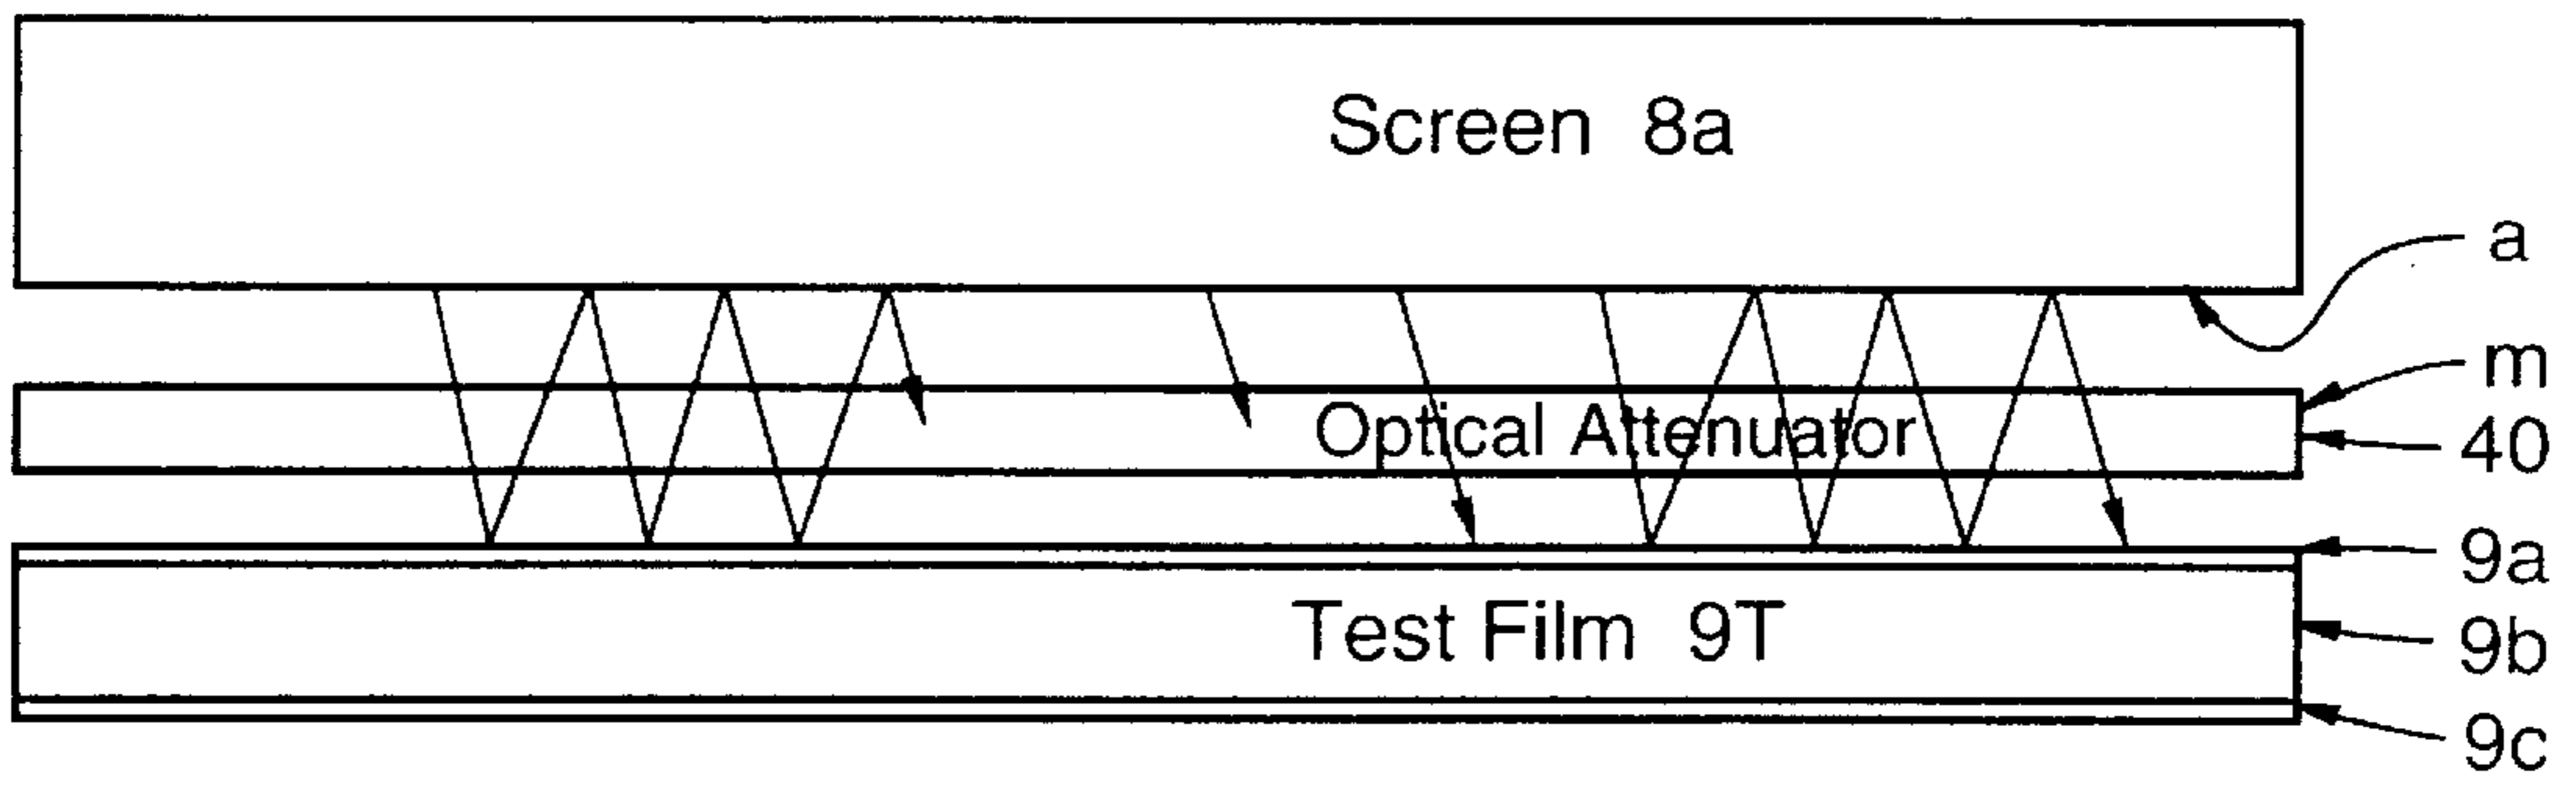 Screen 8a
a
m
Optical Attenuator
40
9a
Test Film 9T
9b
9c